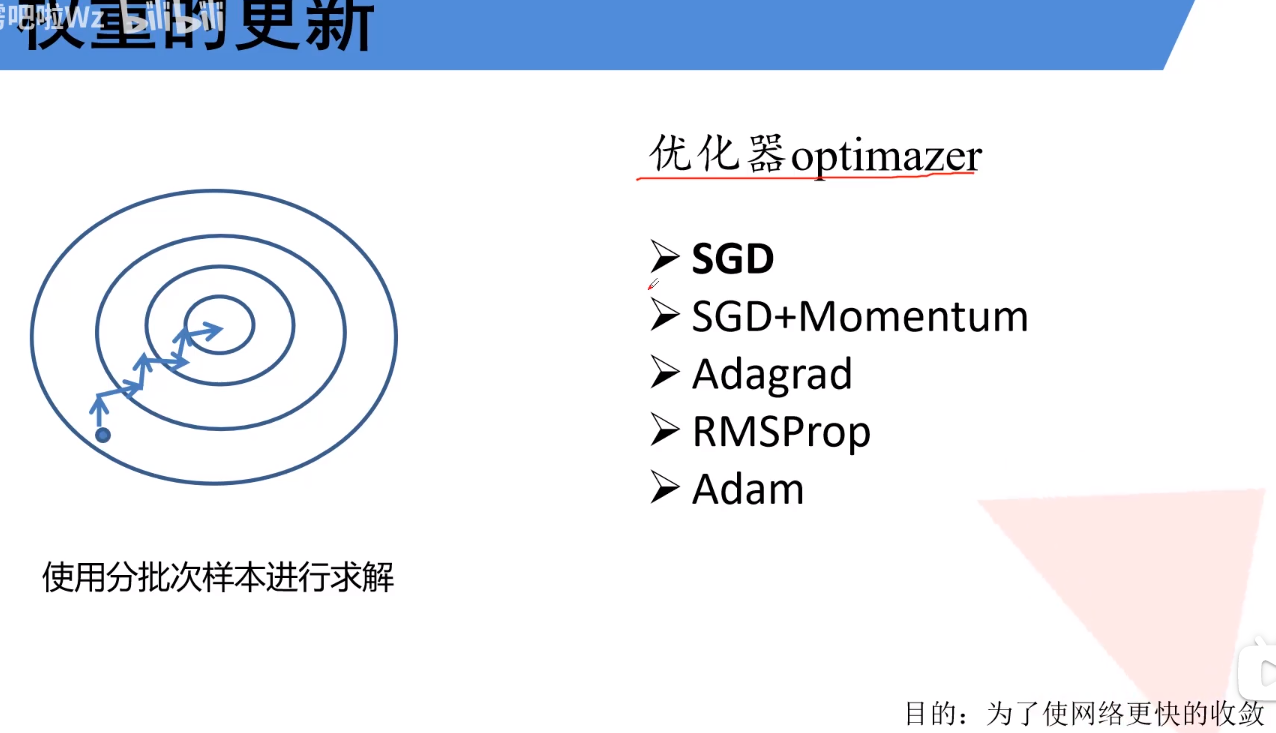 霹吧啦Wz bilibili
权重的更新
优化器optimazer
➢ SGD
➢ SGD+Momentum
➢ Adagrad
➢ RMSProp
➢ Adam
使用分批次样本进行求解
目的：为了使网络更快的收敛